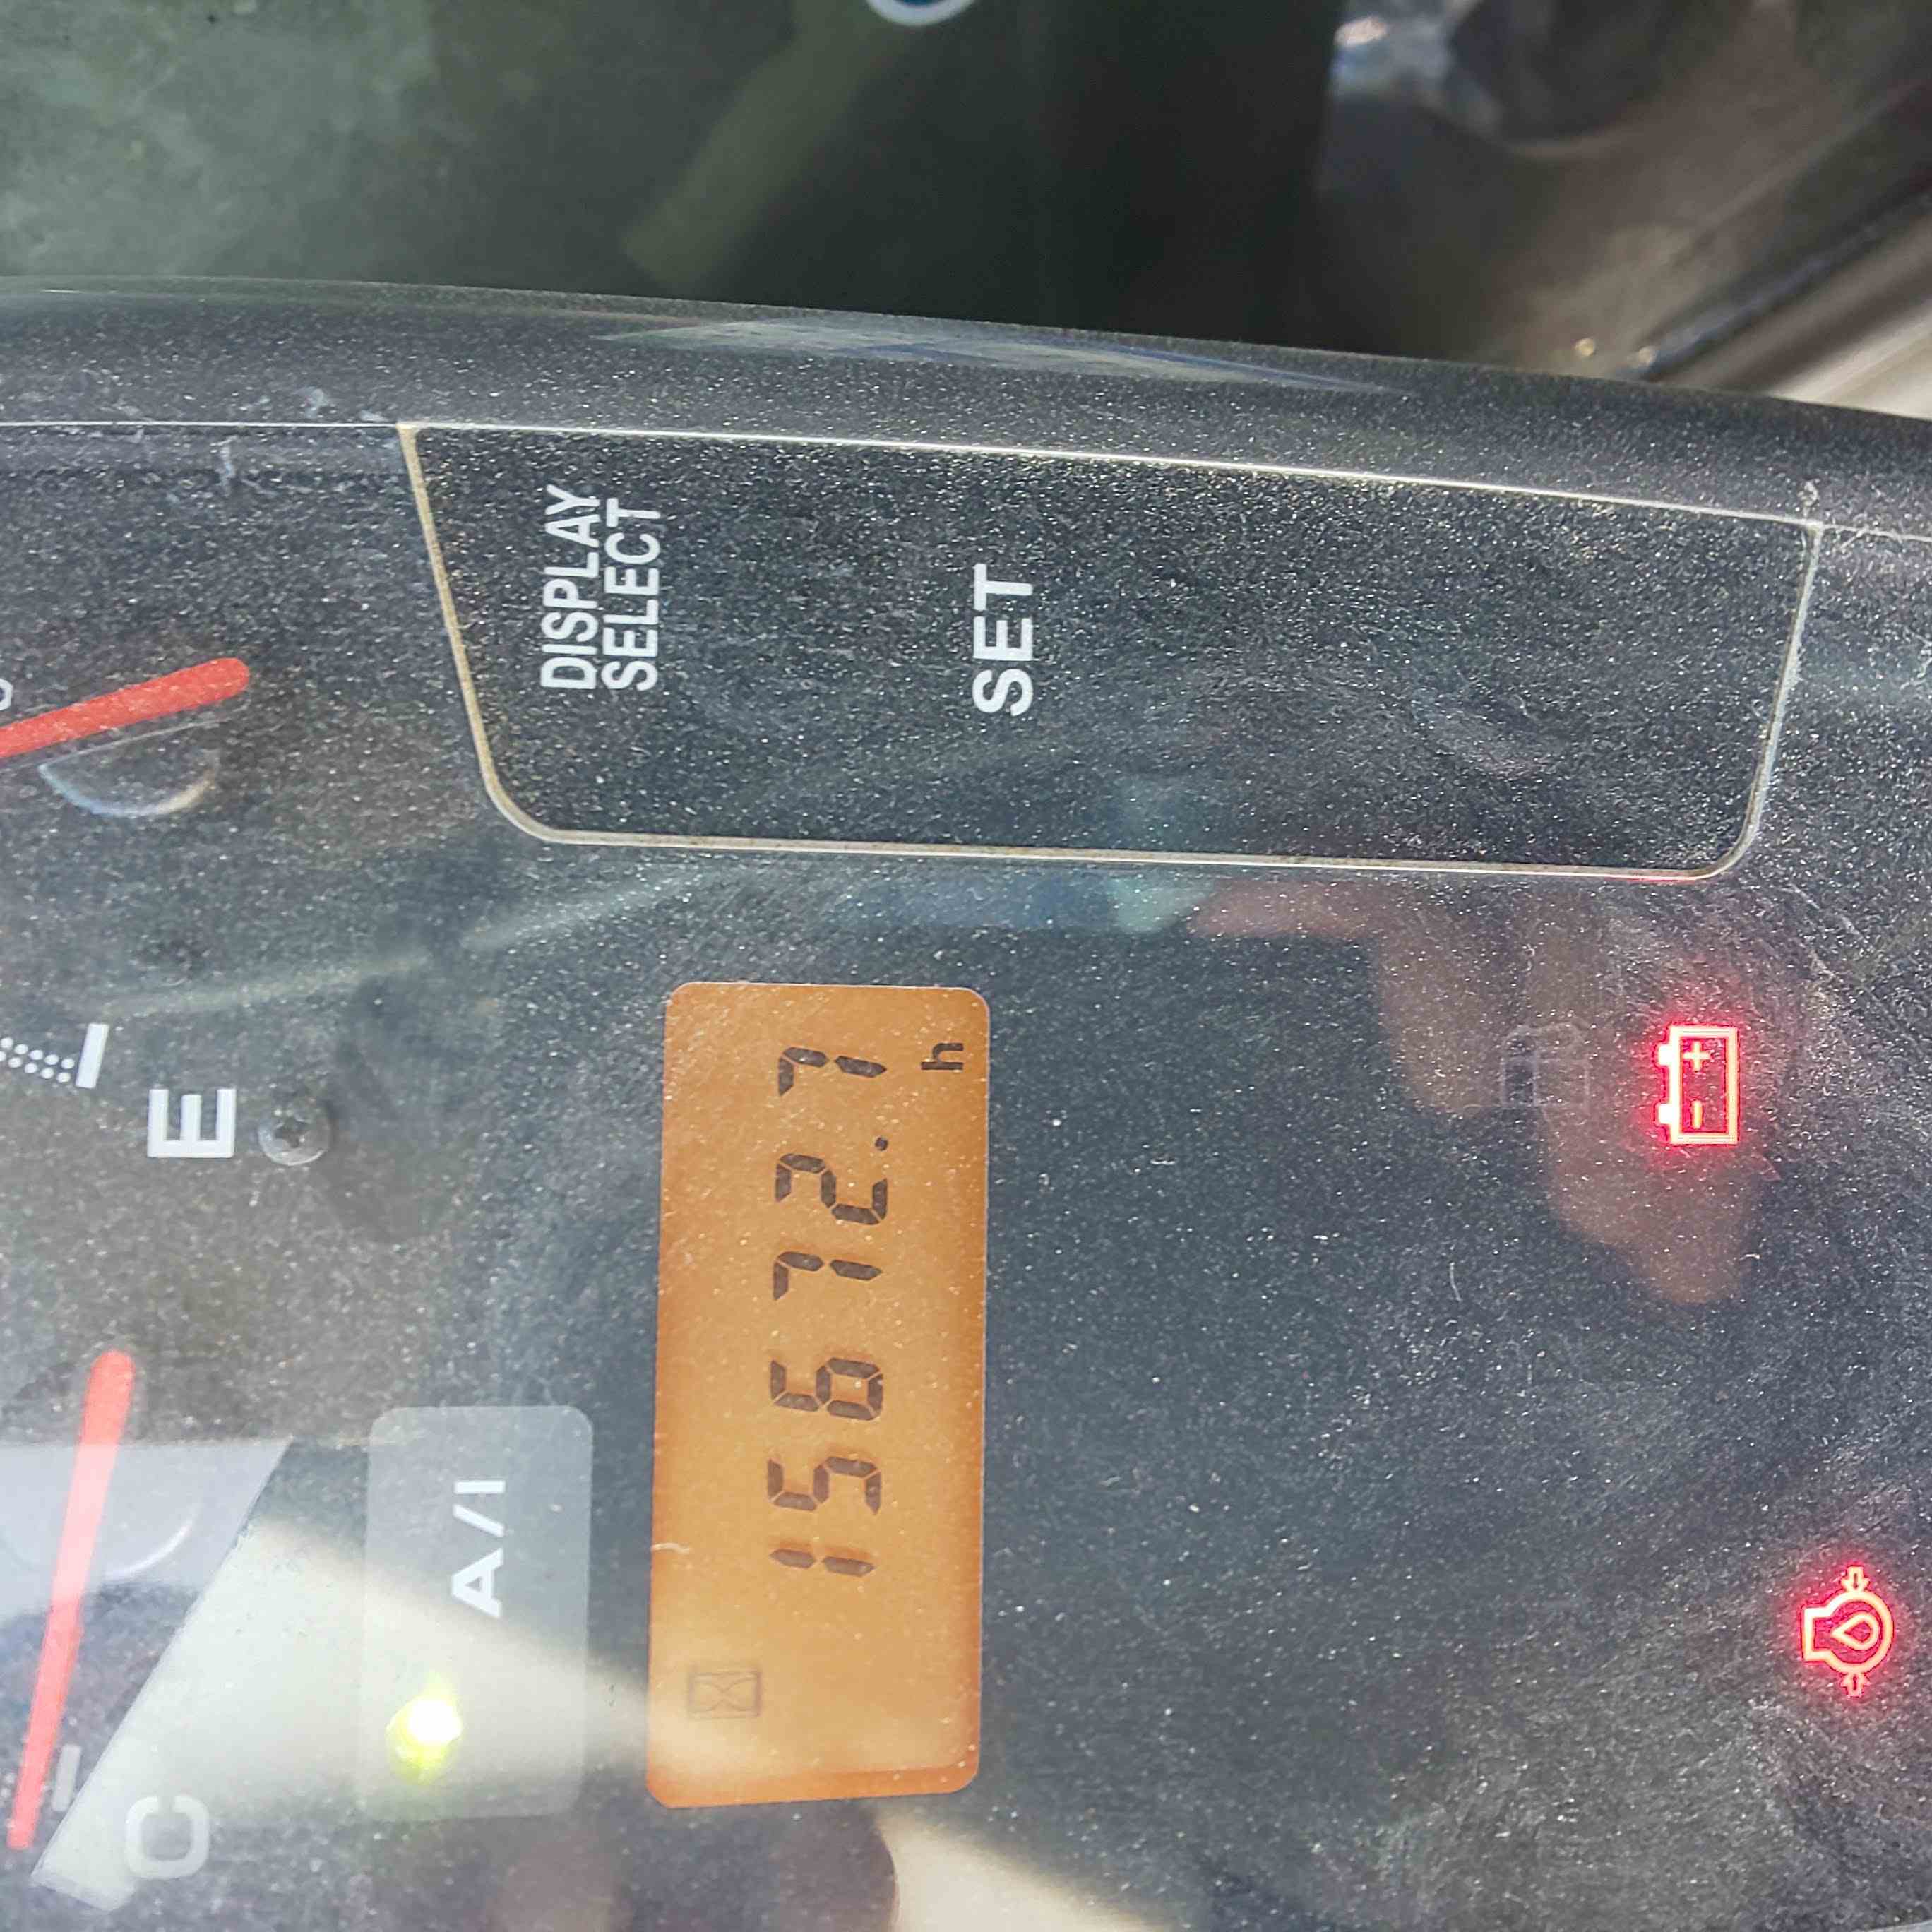 C
E
A/I
DISPLAY
SELECT
15672.7 h
SET